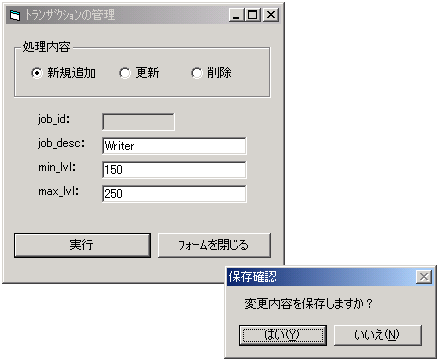 トランザクションの管理
処理内容
新規追加 更新 削除
job_id:
job_desc: Writer
min_lvl: 150
max_lvl: 250
実行 フォームを閉じる
保存確認
変更内容を保存しますか？
はい(Y) いいえ(N)